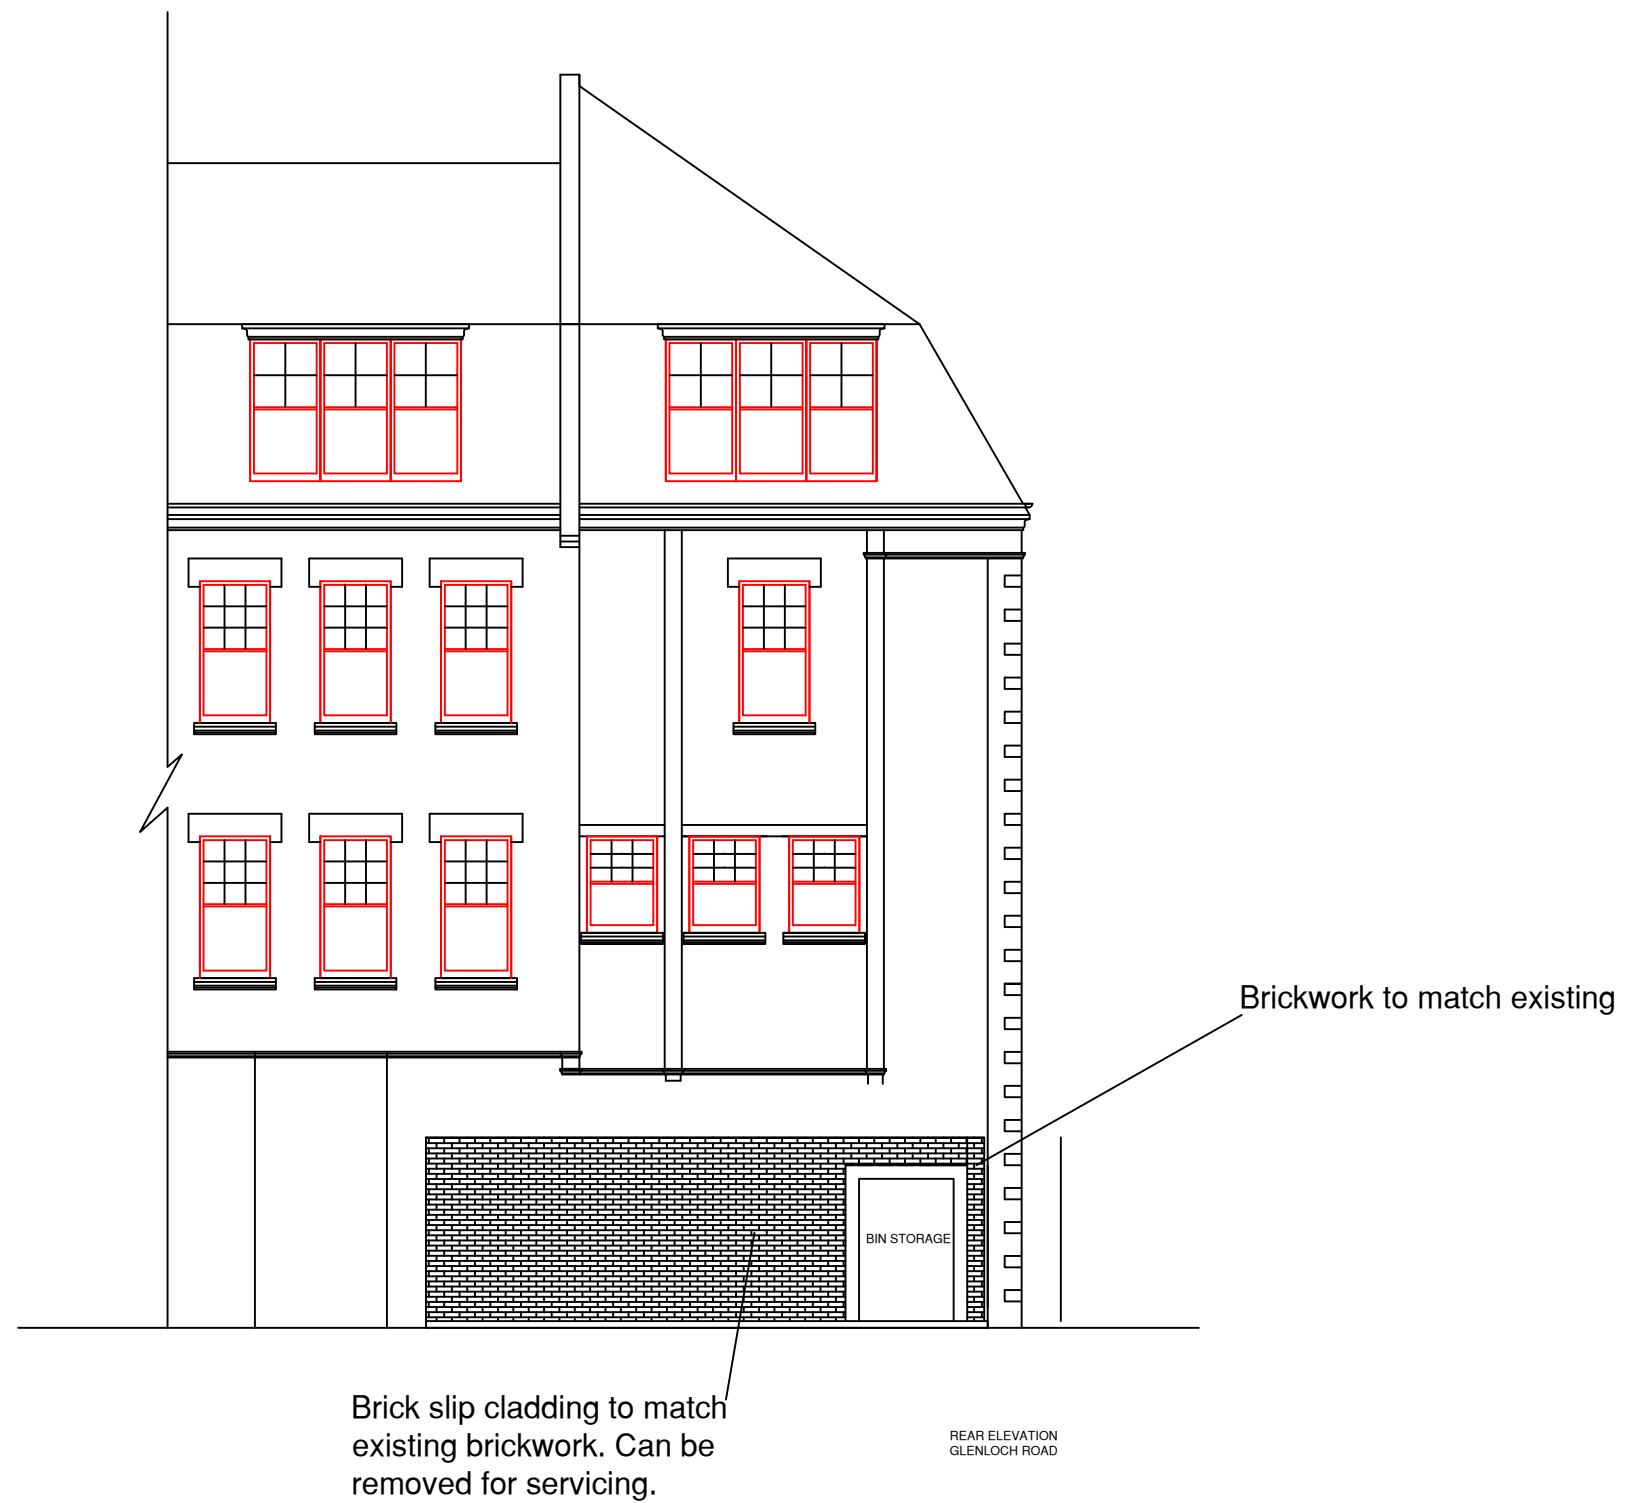 Brickwork to match existing
BIN STORAGE
Brick slip cladding to match
existing brickwork. Can be
removed for servicing.
REAR ELEVATION
GLENLOCH ROAD